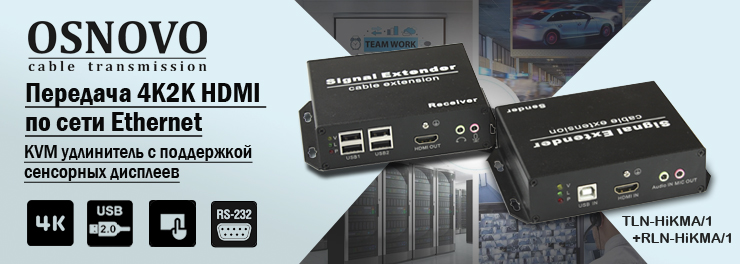 OSNOVO
cable transmission
Передача 4K2K HDMI
по сети Ethernet
KVM удлинитель с поддержкой
сенсорных дисплеев
4K
USB
2.0
RS-232
TEAM WORK
Signal Extender
cable extension
Receiver
USB1
USB2
HDMI OUT
Sender
Signal Extender
cable extension
USB IN
HDMI IN
Audio IN MIC OUT
TLN-HiKMA/1
+RLN-HiKMA/1